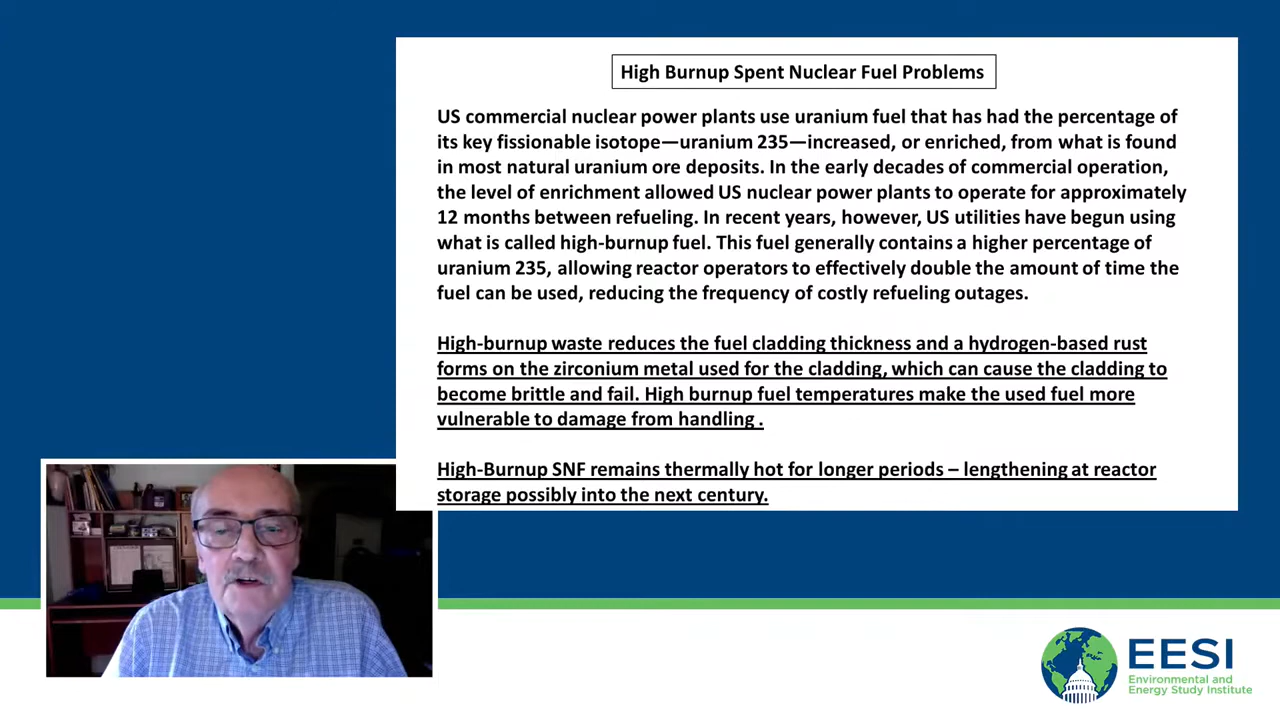 High Burnup Spent Nuclear Fuel Problems
US commercial nuclear power plants use uranium fuel that has had the percentage of
its key fissionable isotope—uranium 235—increased, or enriched, from what is found
in most natural uranium ore deposits. In the early decades of commercial operation,
the level of enrichment allowed US nuclear power plants to operate for approximately
12 months between refueling. In recent years, however, US utilities have begun using
what is called high-burnup fuel. This fuel generally contains a higher percentage of
uranium 235, allowing reactor operators to effectively double the amount of time the
fuel can be used, reducing the frequency of costly refueling outages.
High-burnup waste reduces the fuel cladding thickness and a hydrogen-based rust
forms on the zirconium metal used for the cladding, which can cause the cladding to
become brittle and fail. High burnup fuel temperatures make the used fuel more
vulnerable to damage from handling .
High-Burnup SNF remains thermally hot for longer periods – lengthening at reactor
storage possibly into the next century.
EESI
Environmental and
Energy Study Institute